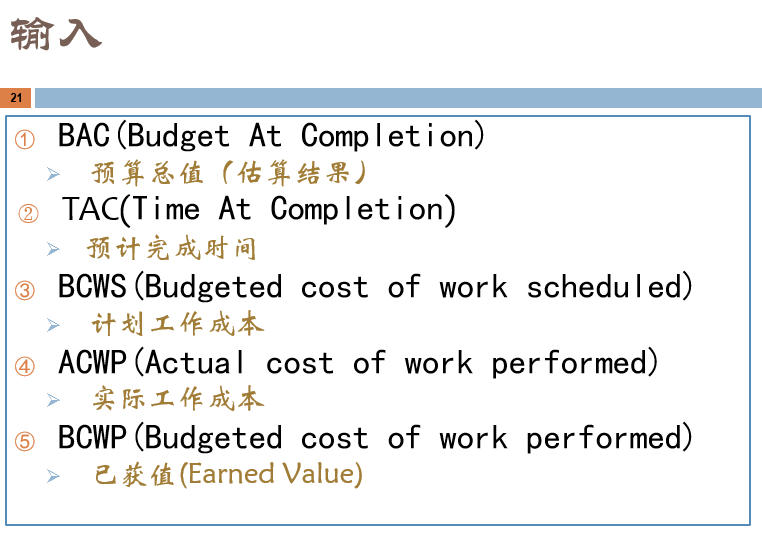 输入
21
① BAC(Budget At Completion)
➢ 预算总值（估算结果）
② TAC(Time At Completion)
➢ 预计完成时间
③ BCWS(Budgeted cost of work scheduled)
➢ 计划工作成本
④ ACWP(Actual cost of work performed)
➢ 实际工作成本
⑤ BCWP(Budgeted cost of work performed)
➢ 已获值(Earned Value)